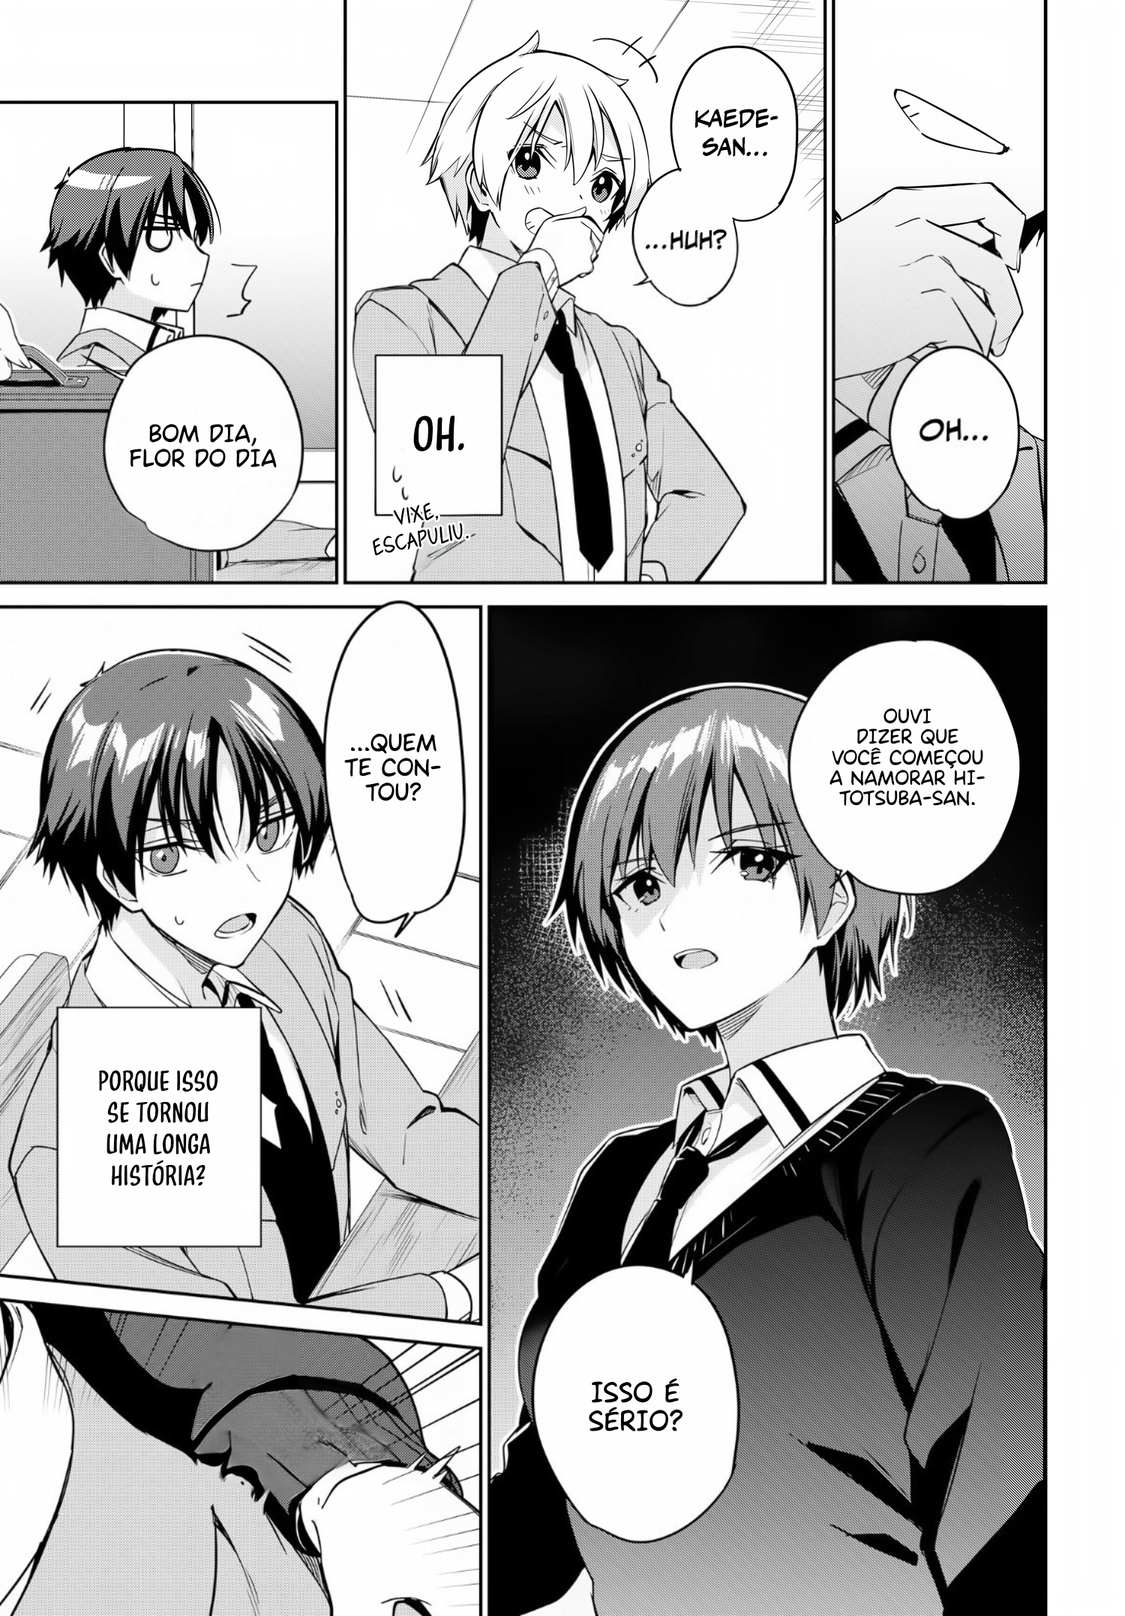 OH...
KAEDE-
SAN...
...HUH?
OH.
VIXE,
ESCAPULIU.
BOM DIA,
FLOR DO DIA
OUVI
DIZER QUE
VOCÊ COMEÇOU
A NAMORAR HI-
TOTSUBA-SAN.
ISSO É
SÉRIO?
...QUEM
TE CON-
TOU?
PORQUE ISSO
SE TORNOU
UMA LONGA
HISTÓRIA?